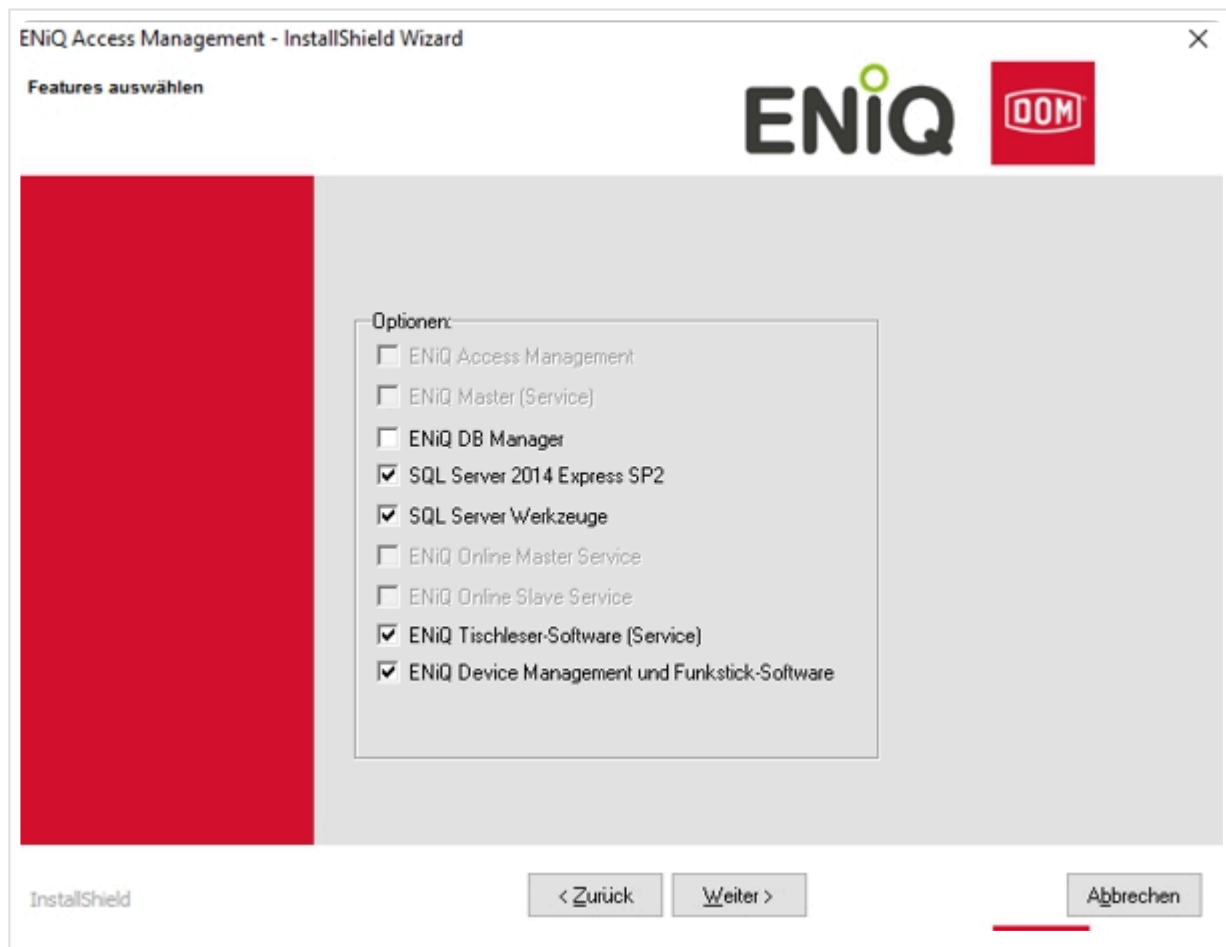 ENiQ Access Management - InstallShield Wizard
Features auswählen
ENiQ
DOM
Optionen:
ENiQ Access Management
ENiQ Master (Service)
ENiQ DB Manager
SQL Server 2014 Express SP2
SQL Server Werkzeuge
ENiQ Online Master Service
ENiQ Online Slave Service
ENiQ Tischleser-Software (Service)
ENiQ Device Management und Funkstick-Software
InstallShield
< Zurück
Weiter >
Abbrechen